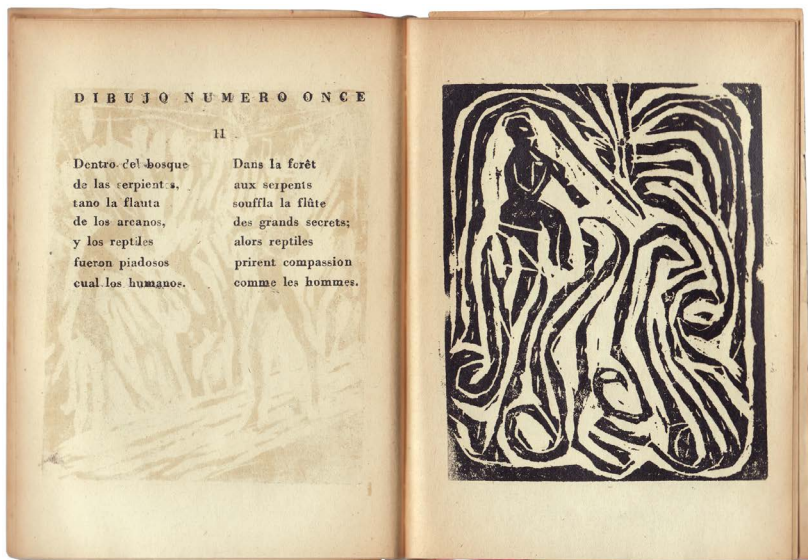 DIBUJO NUMERO ONCE
11
Dentro del bosque
de las serpientes,
tano la flauta
de los arcanos,
y los reptiles
fueron piadosos
cual los humanos.
Dans la forêt
aux serpents
souffla la flûte
des grands secrets;
alors reptiles
prirent compassion
comme les hommes.